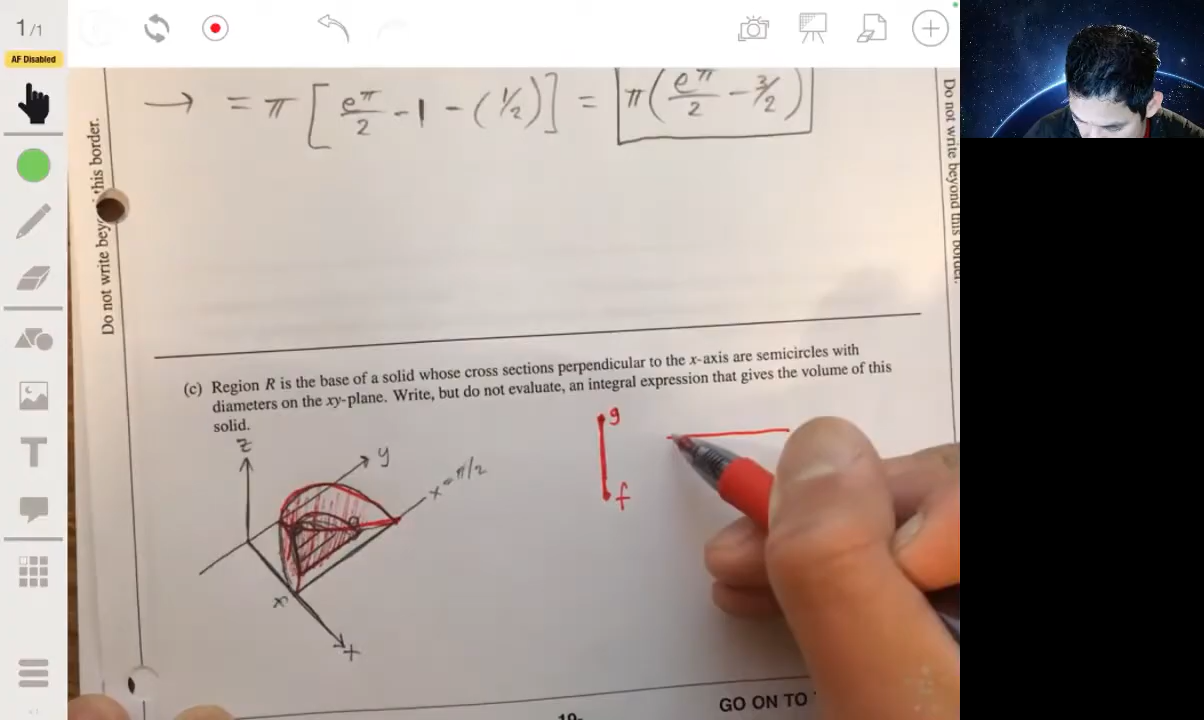 1/1
AF Disabled
→ = π [ e^π/2 - 1 - (1/2) ] = π( e^π/2 - 3/2 )
Do not write beyond this border.
this border.
Do not write
(c) Region R is the base of a solid whose cross sections perpendicular to the x-axis are semicircles with
diameters on the xy-plane. Write, but do not evaluate, an integral expression that gives the volume of this
solid.
z
y
x = π/2
x
g
f
GO ON TO
T